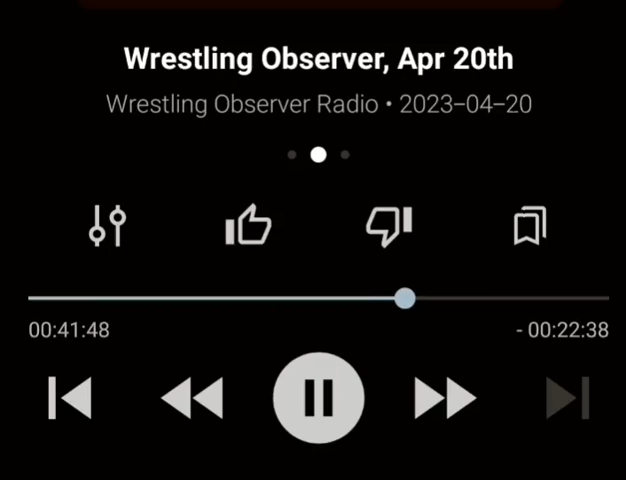 Wrestling Observer, Apr 20th
Wrestling Observer Radio • 2023-04-20
00:41:48 - 00:22:38